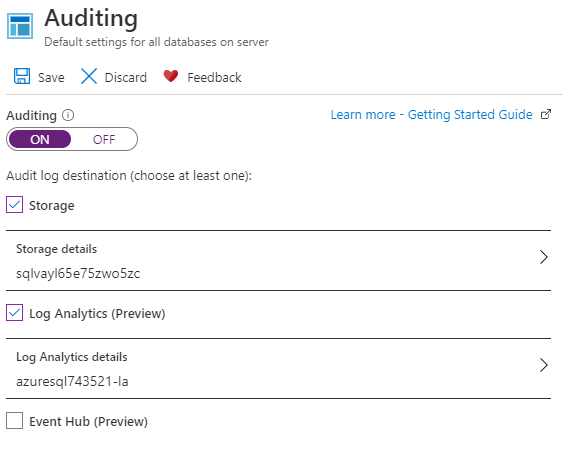 Auditing
Default settings for all databases on server
Save Discard Feedback
Auditing
Learn more - Getting Started Guide
ON OFF
Audit log destination (choose at least one):
Storage
Storage details
sqlvayl65e75zwo5zc
Log Analytics (Preview)
Log Analytics details
azuresql743521-la
Event Hub (Preview)